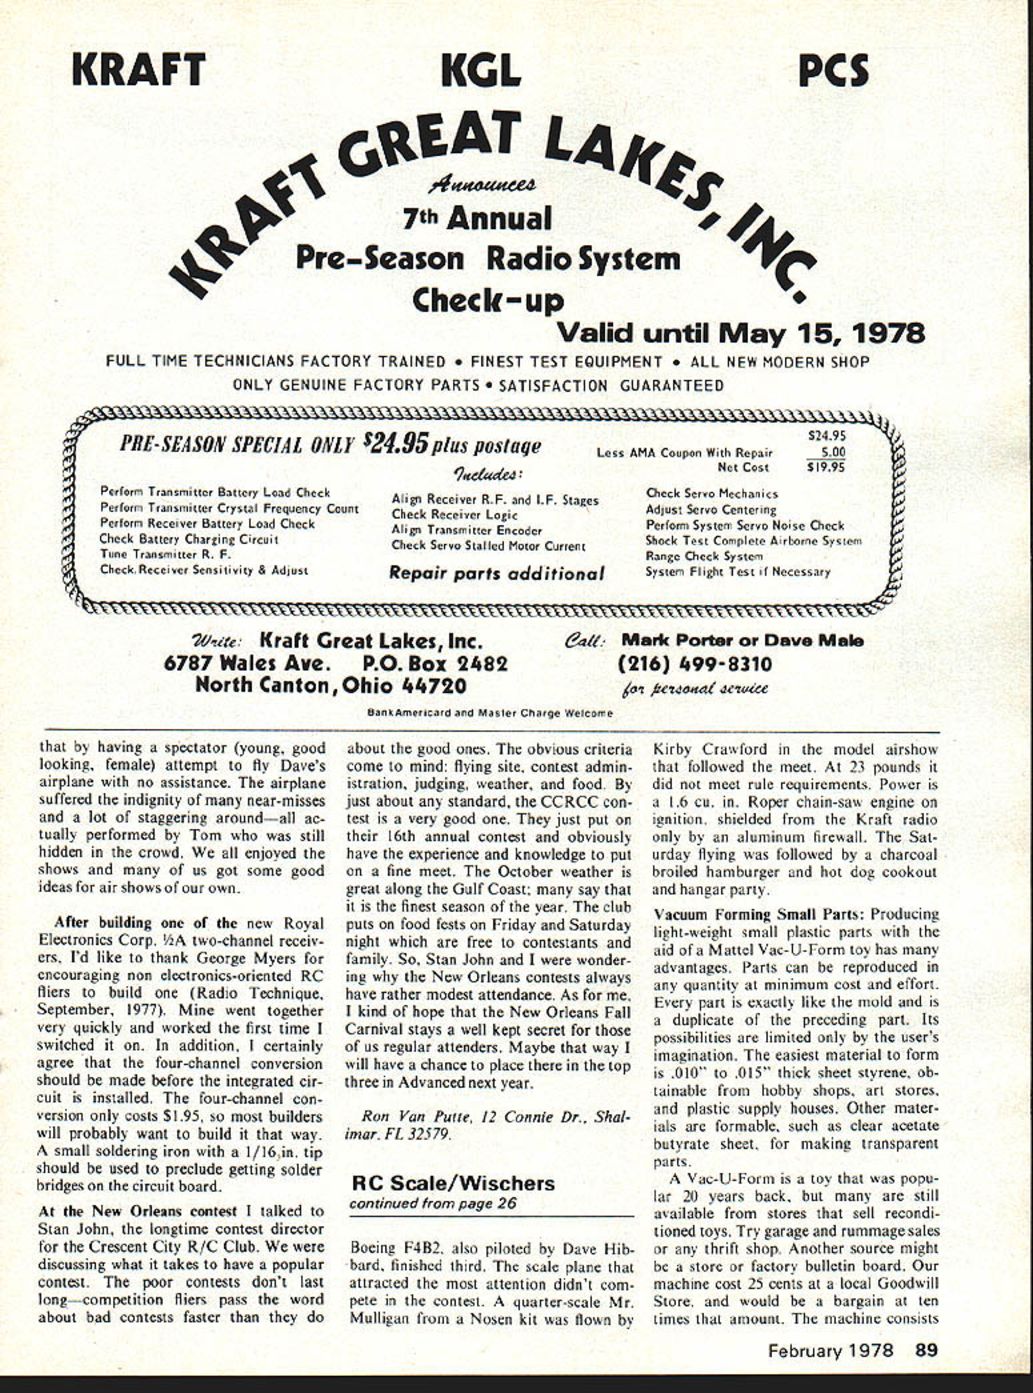 KRAFT KGL PCS
KRAFT GREAT LAKES, INC.
Announces
7th Annual
Pre-Season Radio System
Check-up
Valid until May 15, 1978
FULL TIME TECHNICIANS FACTORY TRAINED • FINEST TEST EQUIPMENT • ALL NEW MODERN SHOP
ONLY GENUINE FACTORY PARTS • SATISFACTION GUARANTEED
PRE-SEASON SPECIAL ONLY $24.95 plus postage
$24.95
Less AMA Coupon With Repair 5.00
Net Cost $19.95
Includes:
Perform Transmitter Battery Load Check
Perform Transmitter Crystal Frequency Count
Perform Receiver Battery Load Check
Check Battery Charging Circuit
Tune Transmitter R. F.
Check Receiver Sensitivity & Adjust
Align Receiver R.F. and I.F. Stages
Check Receiver Logic
Align Transmitter Encoder
Check Servo Stalled Motor Current
Repair parts additional
Check Servo Mechanics
Adjust Servo Centering
Perform System Servo Noise Check
Shock Test Complete Airborne System
Range Check System
System Flight Test if Necessary
Write: Kraft Great Lakes, Inc.
6787 Wales Ave. P.O. Box 2482
North Canton, Ohio 44720
Call: Mark Porter or Dave Male
(216) 499-8310
for personal service
BankAmericard and Master Charge Welcome
that by having a spectator (young, good
looking, female) attempt to fly Dave's
airplane with no assistance. The airplane
suffered the indignity of many near-misses
and a lot of staggering around—all ac-
tually performed by Tom who was still
hidden in the crowd. We all enjoyed the
shows and many of us got some good
ideas for air shows of our own.
After building one of the new Royal
Electronics Corp. ½A two-channel receiv-
ers, I'd like to thank George Myers for
encouraging non electronics-oriented RC
fliers to build one (Radio Technique,
September, 1977). Mine went together
very quickly and worked the first time I
switched it on. In addition, I certainly
agree that the four-channel conversion
should be made before the integrated cir-
cuit is installed. The four-channel con-
version only costs $1.95, so most builders
will probably want to build it that way.
A small soldering iron with a 1/16 in. tip
should be used to preclude getting solder
bridges on the circuit board.
At the New Orleans contest I talked to
Stan John, the longtime contest director
for the Crescent City R/C Club. We were
discussing what it takes to have a popular
contest. The poor contests don't last
long—competition fliers pass the word
about bad contests faster than they do
about the good ones. The obvious criteria
come to mind: flying site, contest admin-
istration, judging, weather, and food. By
just about any standard, the CCRCC con-
test is a very good one. They just put on
their 16th annual contest and obviously
have the experience and knowledge to put
on a fine meet. The October weather is
great along the Gulf Coast; many say that
it is the finest season of the year. The club
puts on food fests on Friday and Saturday
night which are free to contestants and
family. So, Stan John and I were wonder-
ing why the New Orleans contests always
have rather modest attendance. As for me,
I kind of hope that the New Orleans Fall
Carnival stays a well kept secret for those
of us regular attenders. Maybe that way I
will have a chance to place there in the top
three in Advanced next year.
Ron Van Putte, 12 Connie Dr., Shal-
imar, FL 32579.
RC Scale/Wischers
continued from page 26
Boeing F4B2, also piloted by Dave Hib-
bard, finished third. The scale plane that
attracted the most attention didn't com-
pete in the contest. A quarter-scale Mr.
Mulligan from a Nosen kit was flown by
Kirby Crawford in the model airshow
that followed the meet. At 23 pounds it
did not meet rule requirements. Power is
a 1.6 cu. in. Roper chain-saw engine on
ignition, shielded from the Kraft radio
only by an aluminum firewall. The Sat-
urday flying was followed by a charcoal
broiled hamburger and hot dog cookout
and hangar party.
Vacuum Forming Small Parts: Producing
light-weight small plastic parts with the
aid of a Mattel Vac-U-Form toy has many
advantages. Parts can be reproduced in
any quantity at minimum cost and effort.
Every part is exactly like the mold and is
a duplicate of the preceding part. Its
possibilities are limited only by the user's
imagination. The easiest material to form
is .010" to .015" thick sheet styrene, ob-
tainable from hobby shops, art stores,
and plastic supply houses. Other mater-
ials are formable, such as clear acetate
butyrate sheet, for making transparent
parts.
A Vac-U-Form is a toy that was popu-
lar 20 years back, but many are still
available from stores that sell recondi-
tioned toys. Try garage and rummage sales
or any thrift shop. Another source might
be a store or factory bulletin board. Our
machine cost 25 cents at a local Goodwill
Store, and would be a bargain at ten
times that amount. The machine consists
February 1978 89